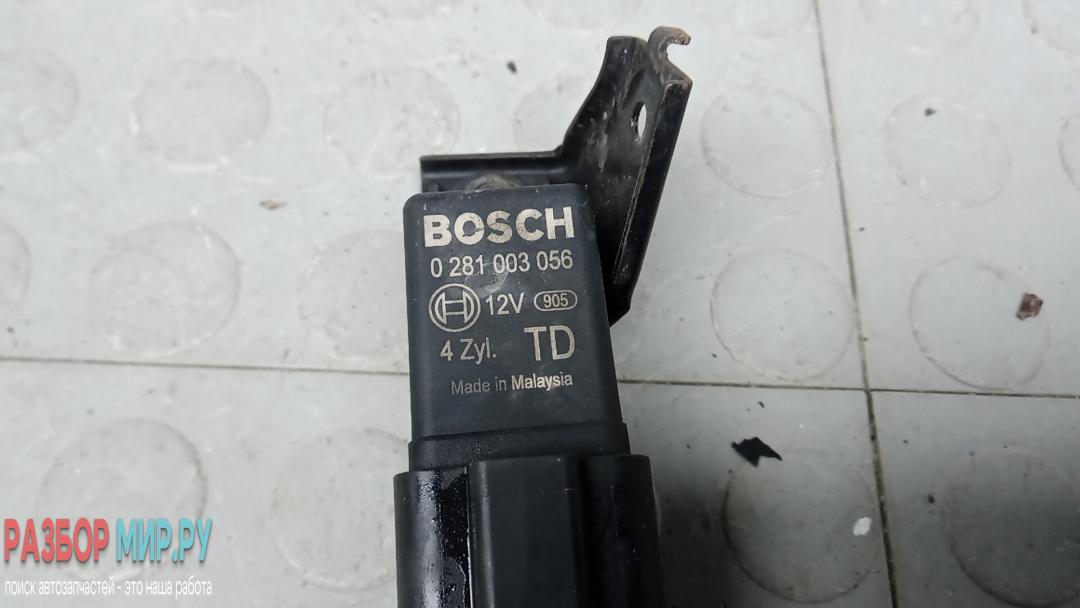 BOSCH
0 281 003 056
12V 905
4 Zyl. TD
Made in Malaysia
РАЗБОР МИР.РУ
поиск автозапчастей - это наша работа